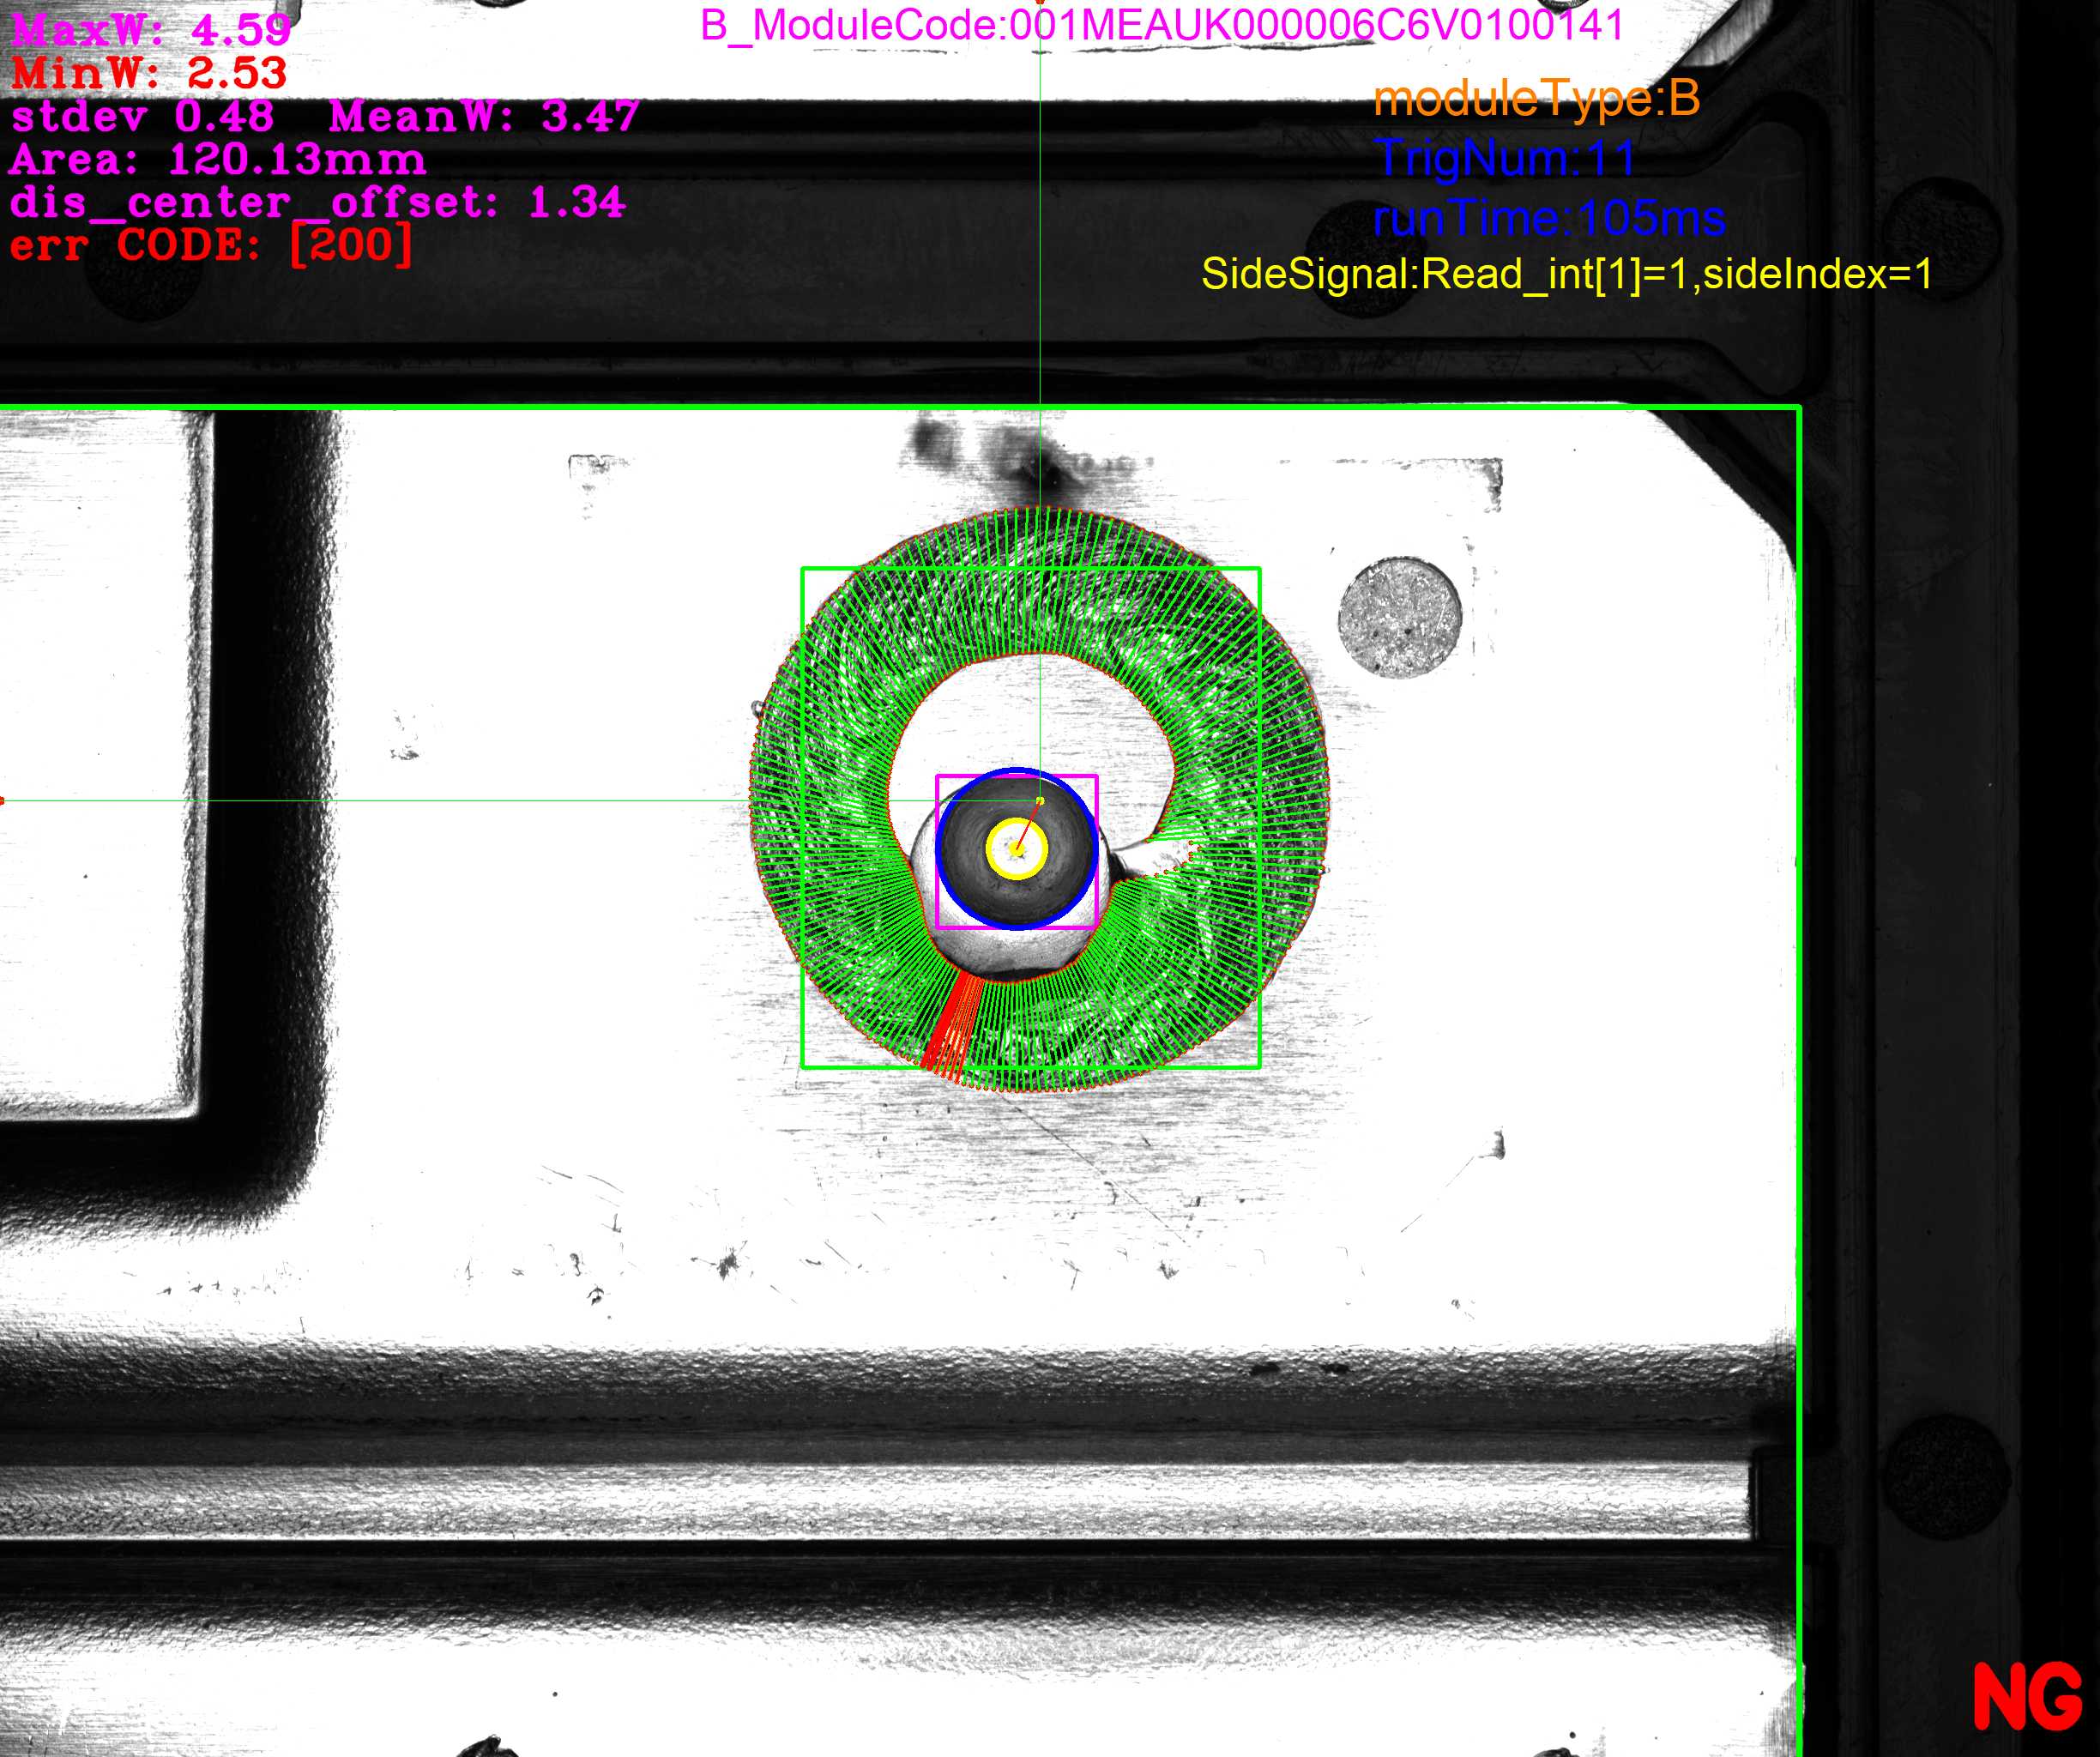 MaxW: 4.59
MinW: 2.53
stdev 0.48 MeanW: 3.47
Area: 120.13mm
dis_center_offset: 1.34
err CODE: [200]
B_ModuleCode:001MEAUK000006C6V0100141
moduleType:B
TrigNum:11
runTime:105ms
SideSignal:Read_int[1]=1,sideIndex=1
NG